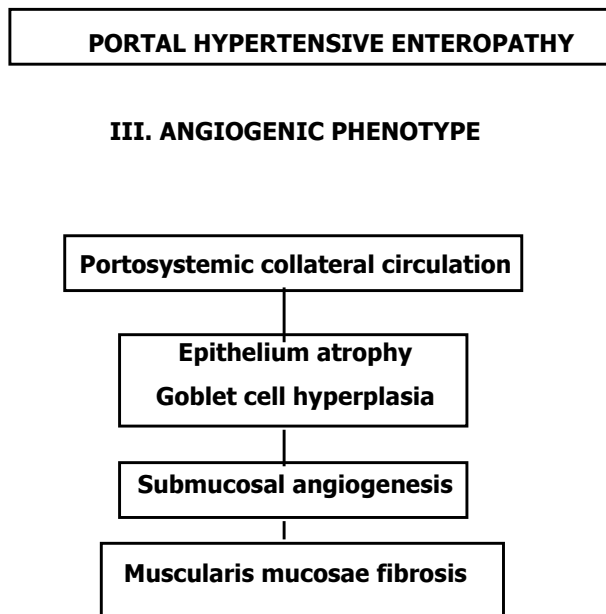 PORTAL HYPERTENSIVE ENTEROPATHY
III. ANGIOGENIC PHENOTYPE
Portosystemic collateral circulation
Epithelium atrophy
Goblet cell hyperplasia
Submucosal angiogenesis
Muscularis mucosae fibrosis